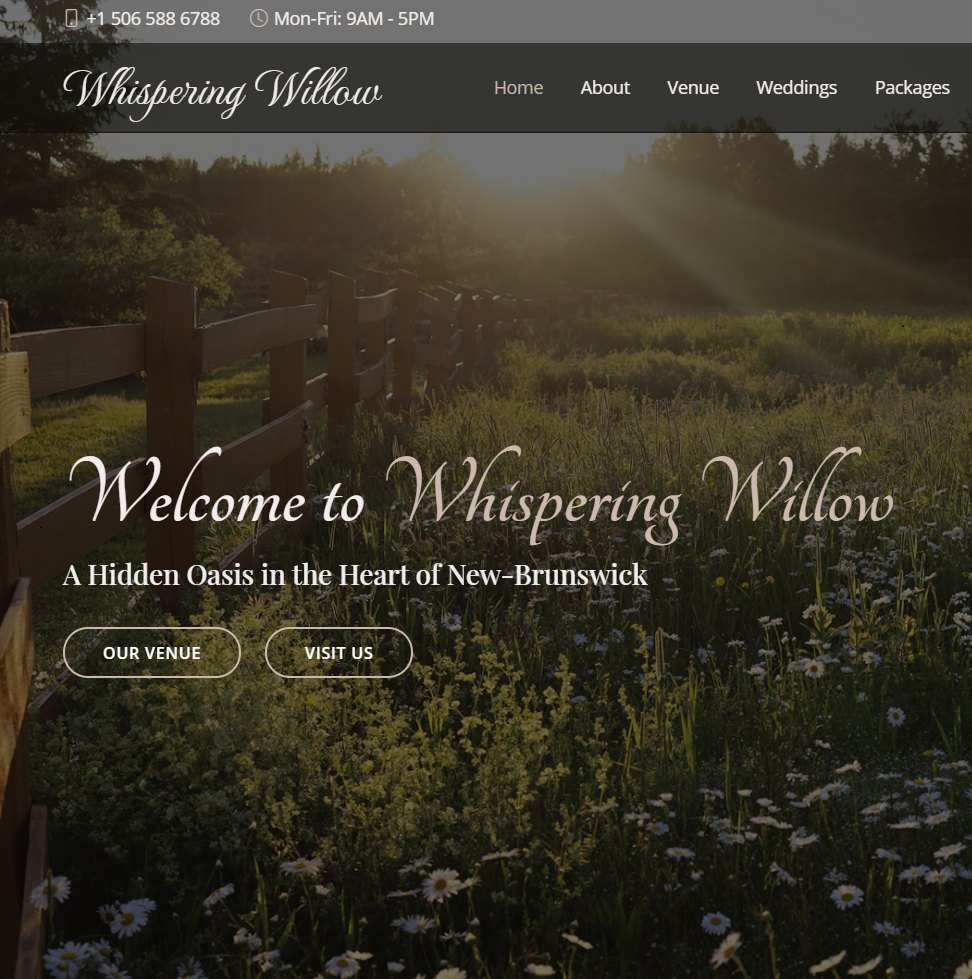 +1 506 588 6788 Mon-Fri: 9AM - 5PM
Whispering Willow Home About Venue Weddings Packages
Welcome to Whispering Willow
A Hidden Oasis in the Heart of New-Brunswick
OUR VENUE VISIT US